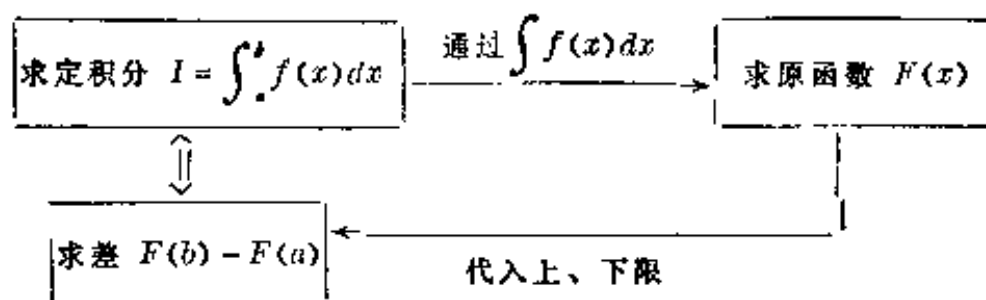 通过∫f(x)dx
求定积分 I=∫_a^b f(x)dx
求原函数 F(x)
求差 F(b)-F(a)
代入上、下限